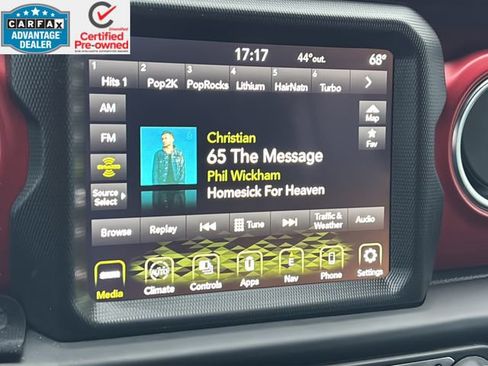 CARFAX
ADVANTAGE
DEALER
Certified
Pre-owned
17:17 44°out. 68°
1 2 3 4 5 6
Hits 1 Pop2K PopRocks Lithium HairNatn Turbo
AM
FM
Source
Select
Christian
65 The Message
Phil Wickham
Homesick For Heaven
Map
Fav
Browse Replay Tune Traffic & Weather Audio
Media Climate Controls Apps Nav Phone Settings